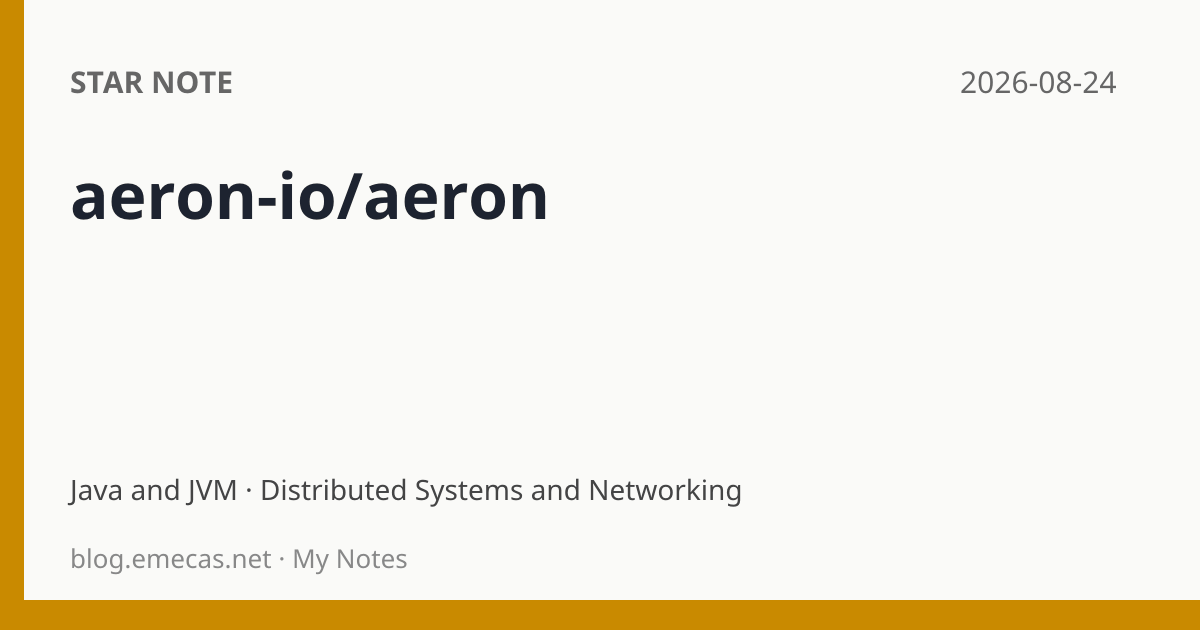 STAR NOTE
2026-08-24
aeron-io/aeron
Java and JVM · Distributed Systems and Networking
blog.emecas.net · My Notes